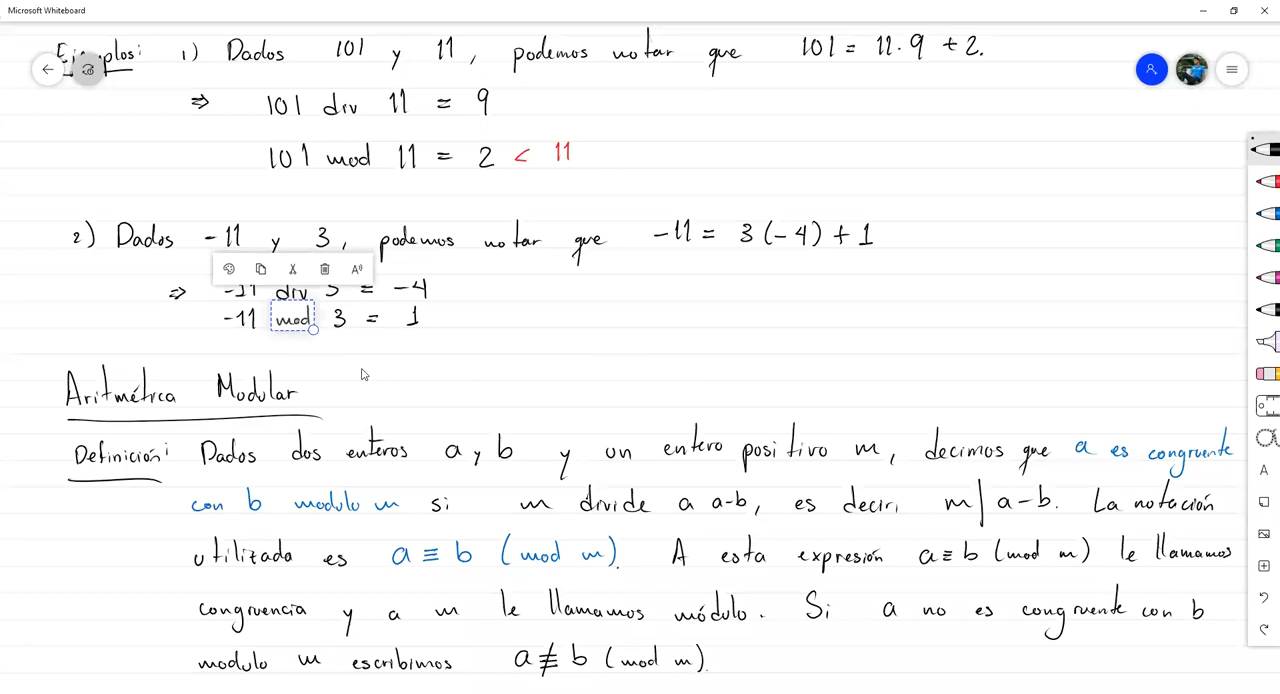 Microsoft Whiteboard
Ejemplos: 1) Dados 101 y 11, podemos notar que 101 = 11·9 + 2.
⇒ 101 div 11 = 9
101 mod 11 = 2 < 11
2) Dados -11 y 3, podemos notar que -11 = 3(-4) + 1
⇒ -11 div 3 = -4
-11 mod 3 = 1
Aritmética Modular
Definición: Dados dos enteros a y b y un entero positivo m, decimos que a es congruente
con b modulo m si m divide a a-b, es decir, m | a-b. La notación
utilizada es a ≡ b (mod m). A esta expresión a ≡ b (mod m) le llamamos
congruencia y a m le llamamos módulo. Si a no es congruente con b
modulo m escribimos a ≢ b (mod m).